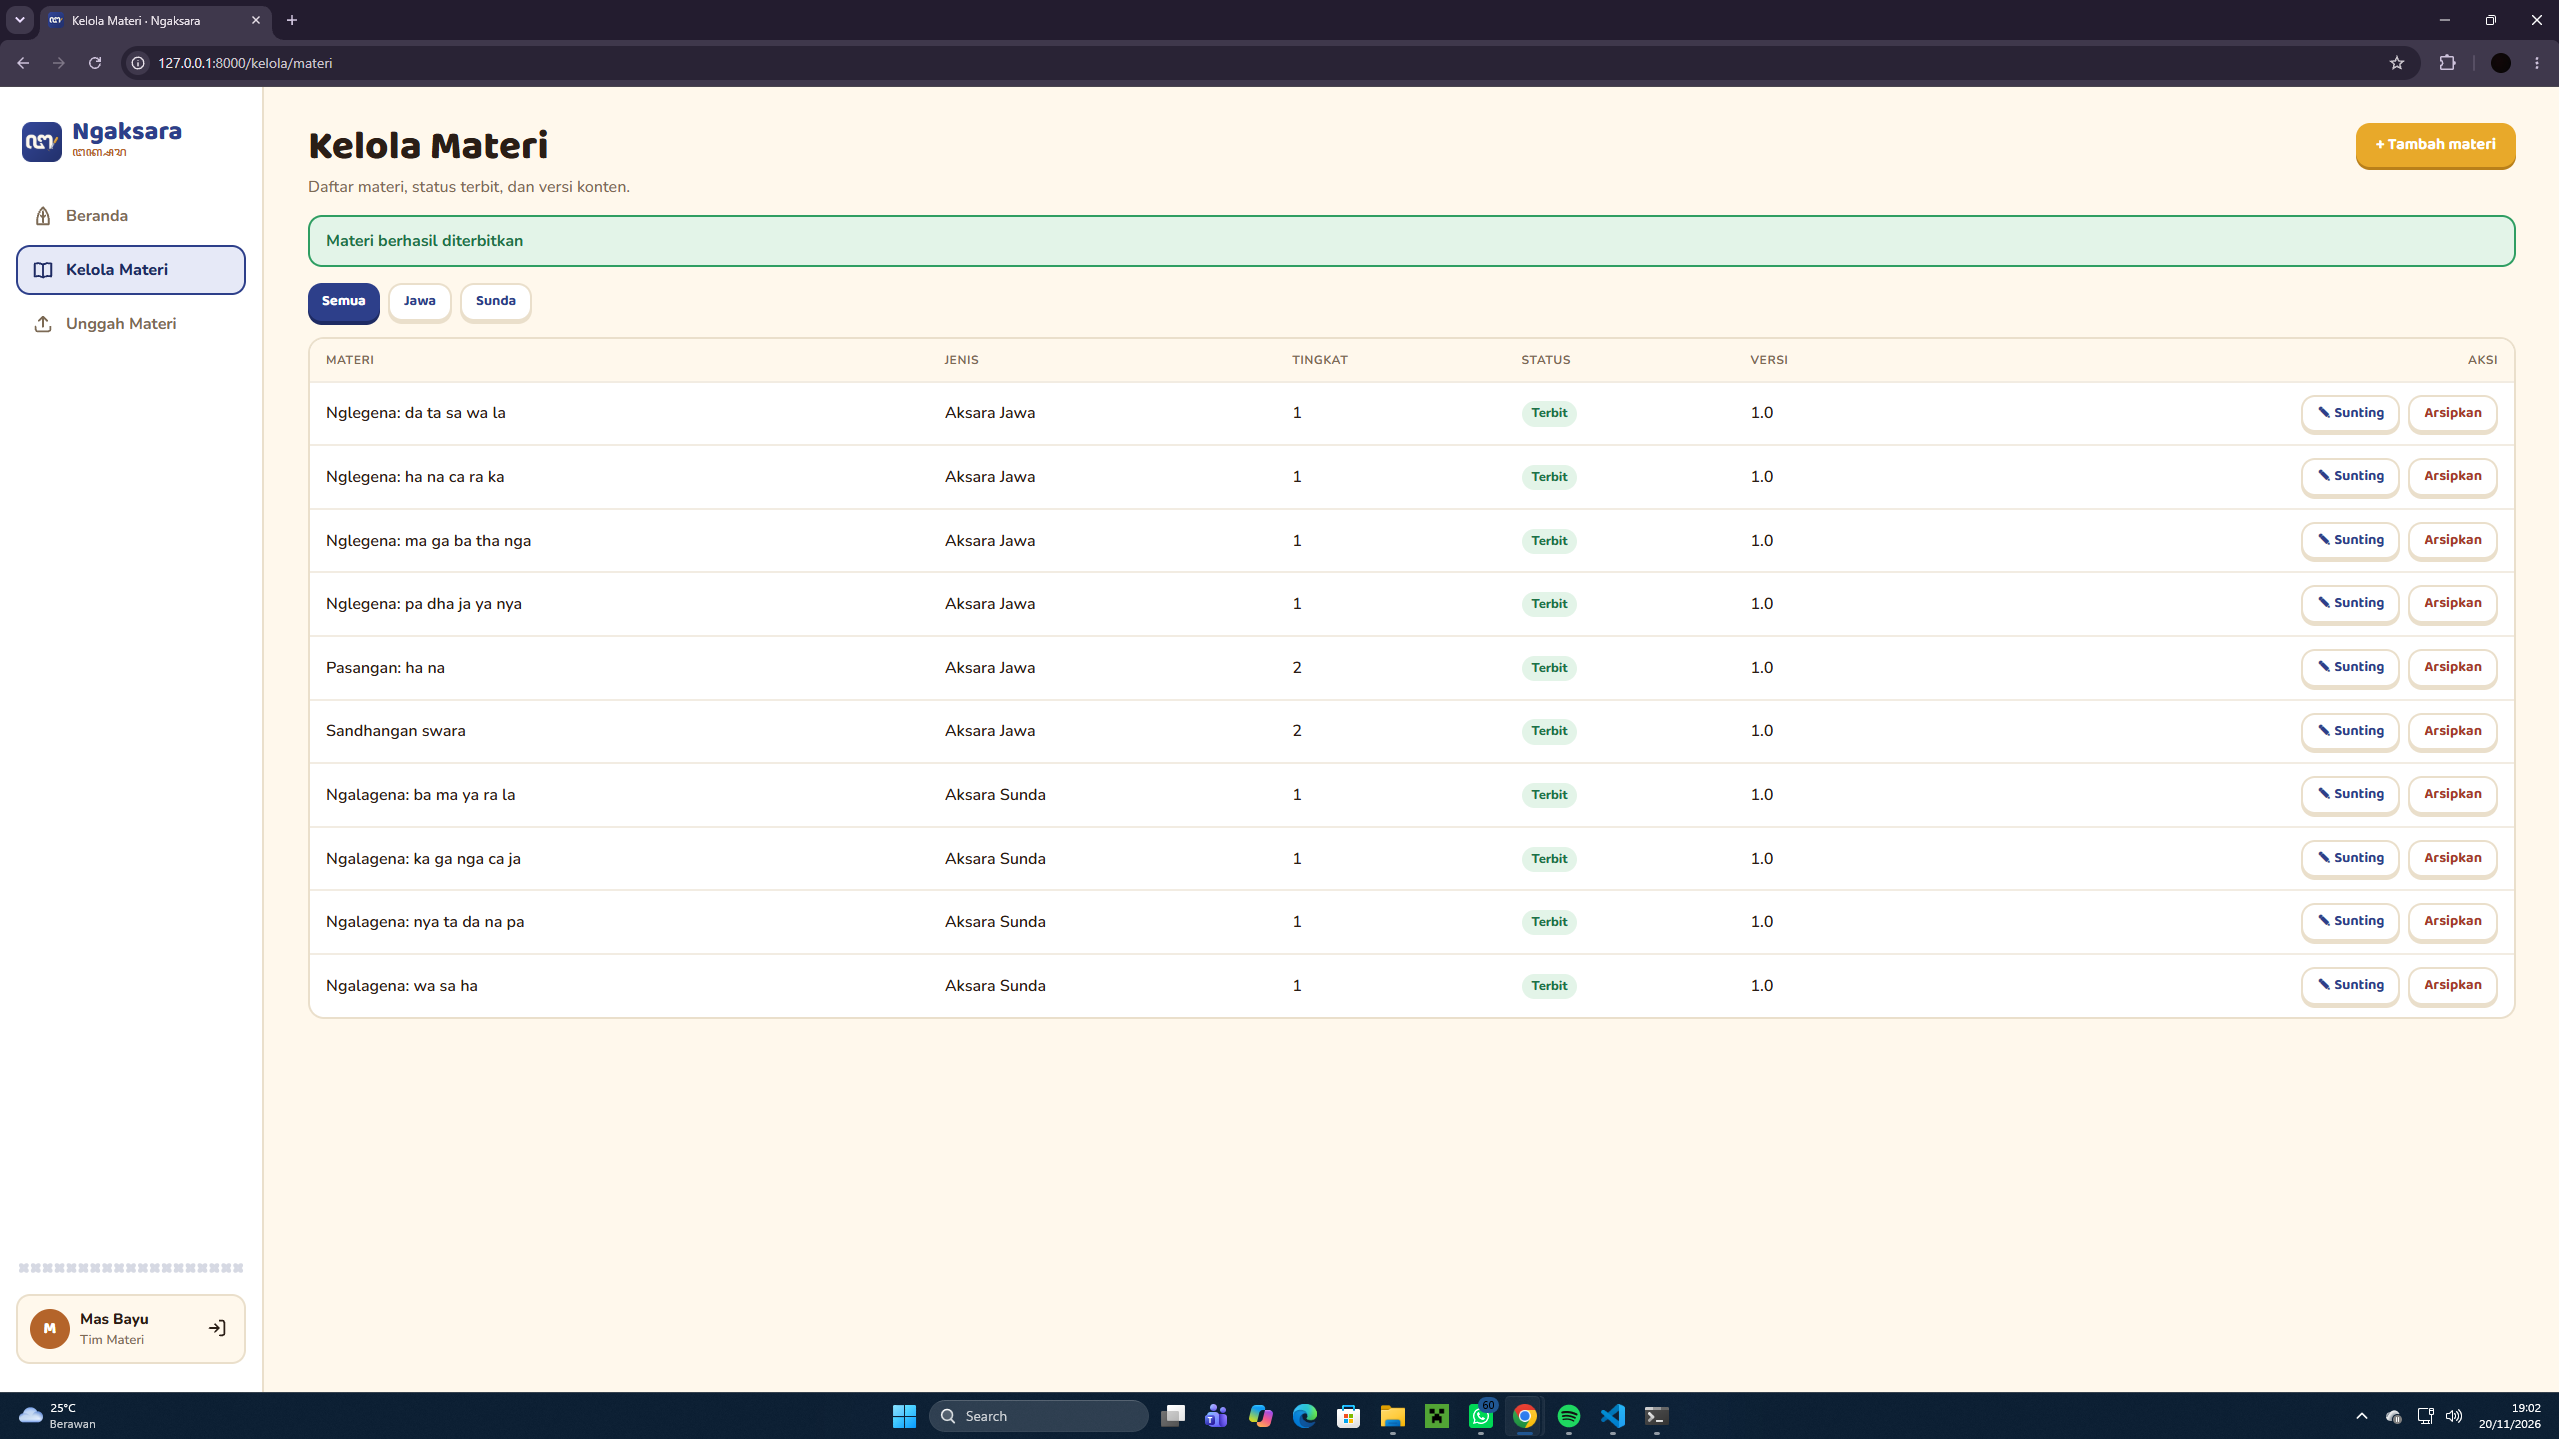 Kelola Materi · Ngaksara
127.0.0.1:8000/kelola/materi
Ngaksara
Beranda
Kelola Materi
Unggah Materi
Kelola Materi
Daftar materi, status terbit, dan versi konten.
+ Tambah materi
Materi berhasil diterbitkan
Semua Jawa Sunda
MATERI JENIS TINGKAT STATUS VERSI AKSI
Nglegena: da ta sa wa la Aksara Jawa 1 Terbit 1.0 Sunting Arsipkan
Nglegena: ha na ca ra ka Aksara Jawa 1 Terbit 1.0 Sunting Arsipkan
Nglegena: ma ga ba tha nga Aksara Jawa 1 Terbit 1.0 Sunting Arsipkan
Nglegena: pa dha ja ya nya Aksara Jawa 1 Terbit 1.0 Sunting Arsipkan
Pasangan: ha na Aksara Jawa 2 Terbit 1.0 Sunting Arsipkan
Sandhangan swara Aksara Jawa 2 Terbit 1.0 Sunting Arsipkan
Ngalagena: ba ma ya ra la Aksara Sunda 1 Terbit 1.0 Sunting Arsipkan
Ngalagena: ka ga nga ca ja Aksara Sunda 1 Terbit 1.0 Sunting Arsipkan
Ngalagena: nya ta da na pa Aksara Sunda 1 Terbit 1.0 Sunting Arsipkan
Ngalagena: wa sa ha Aksara Sunda 1 Terbit 1.0 Sunting Arsipkan
M
Mas Bayu
Tim Materi
25°C
Berawan
Search
60
19:02
20/11/2026